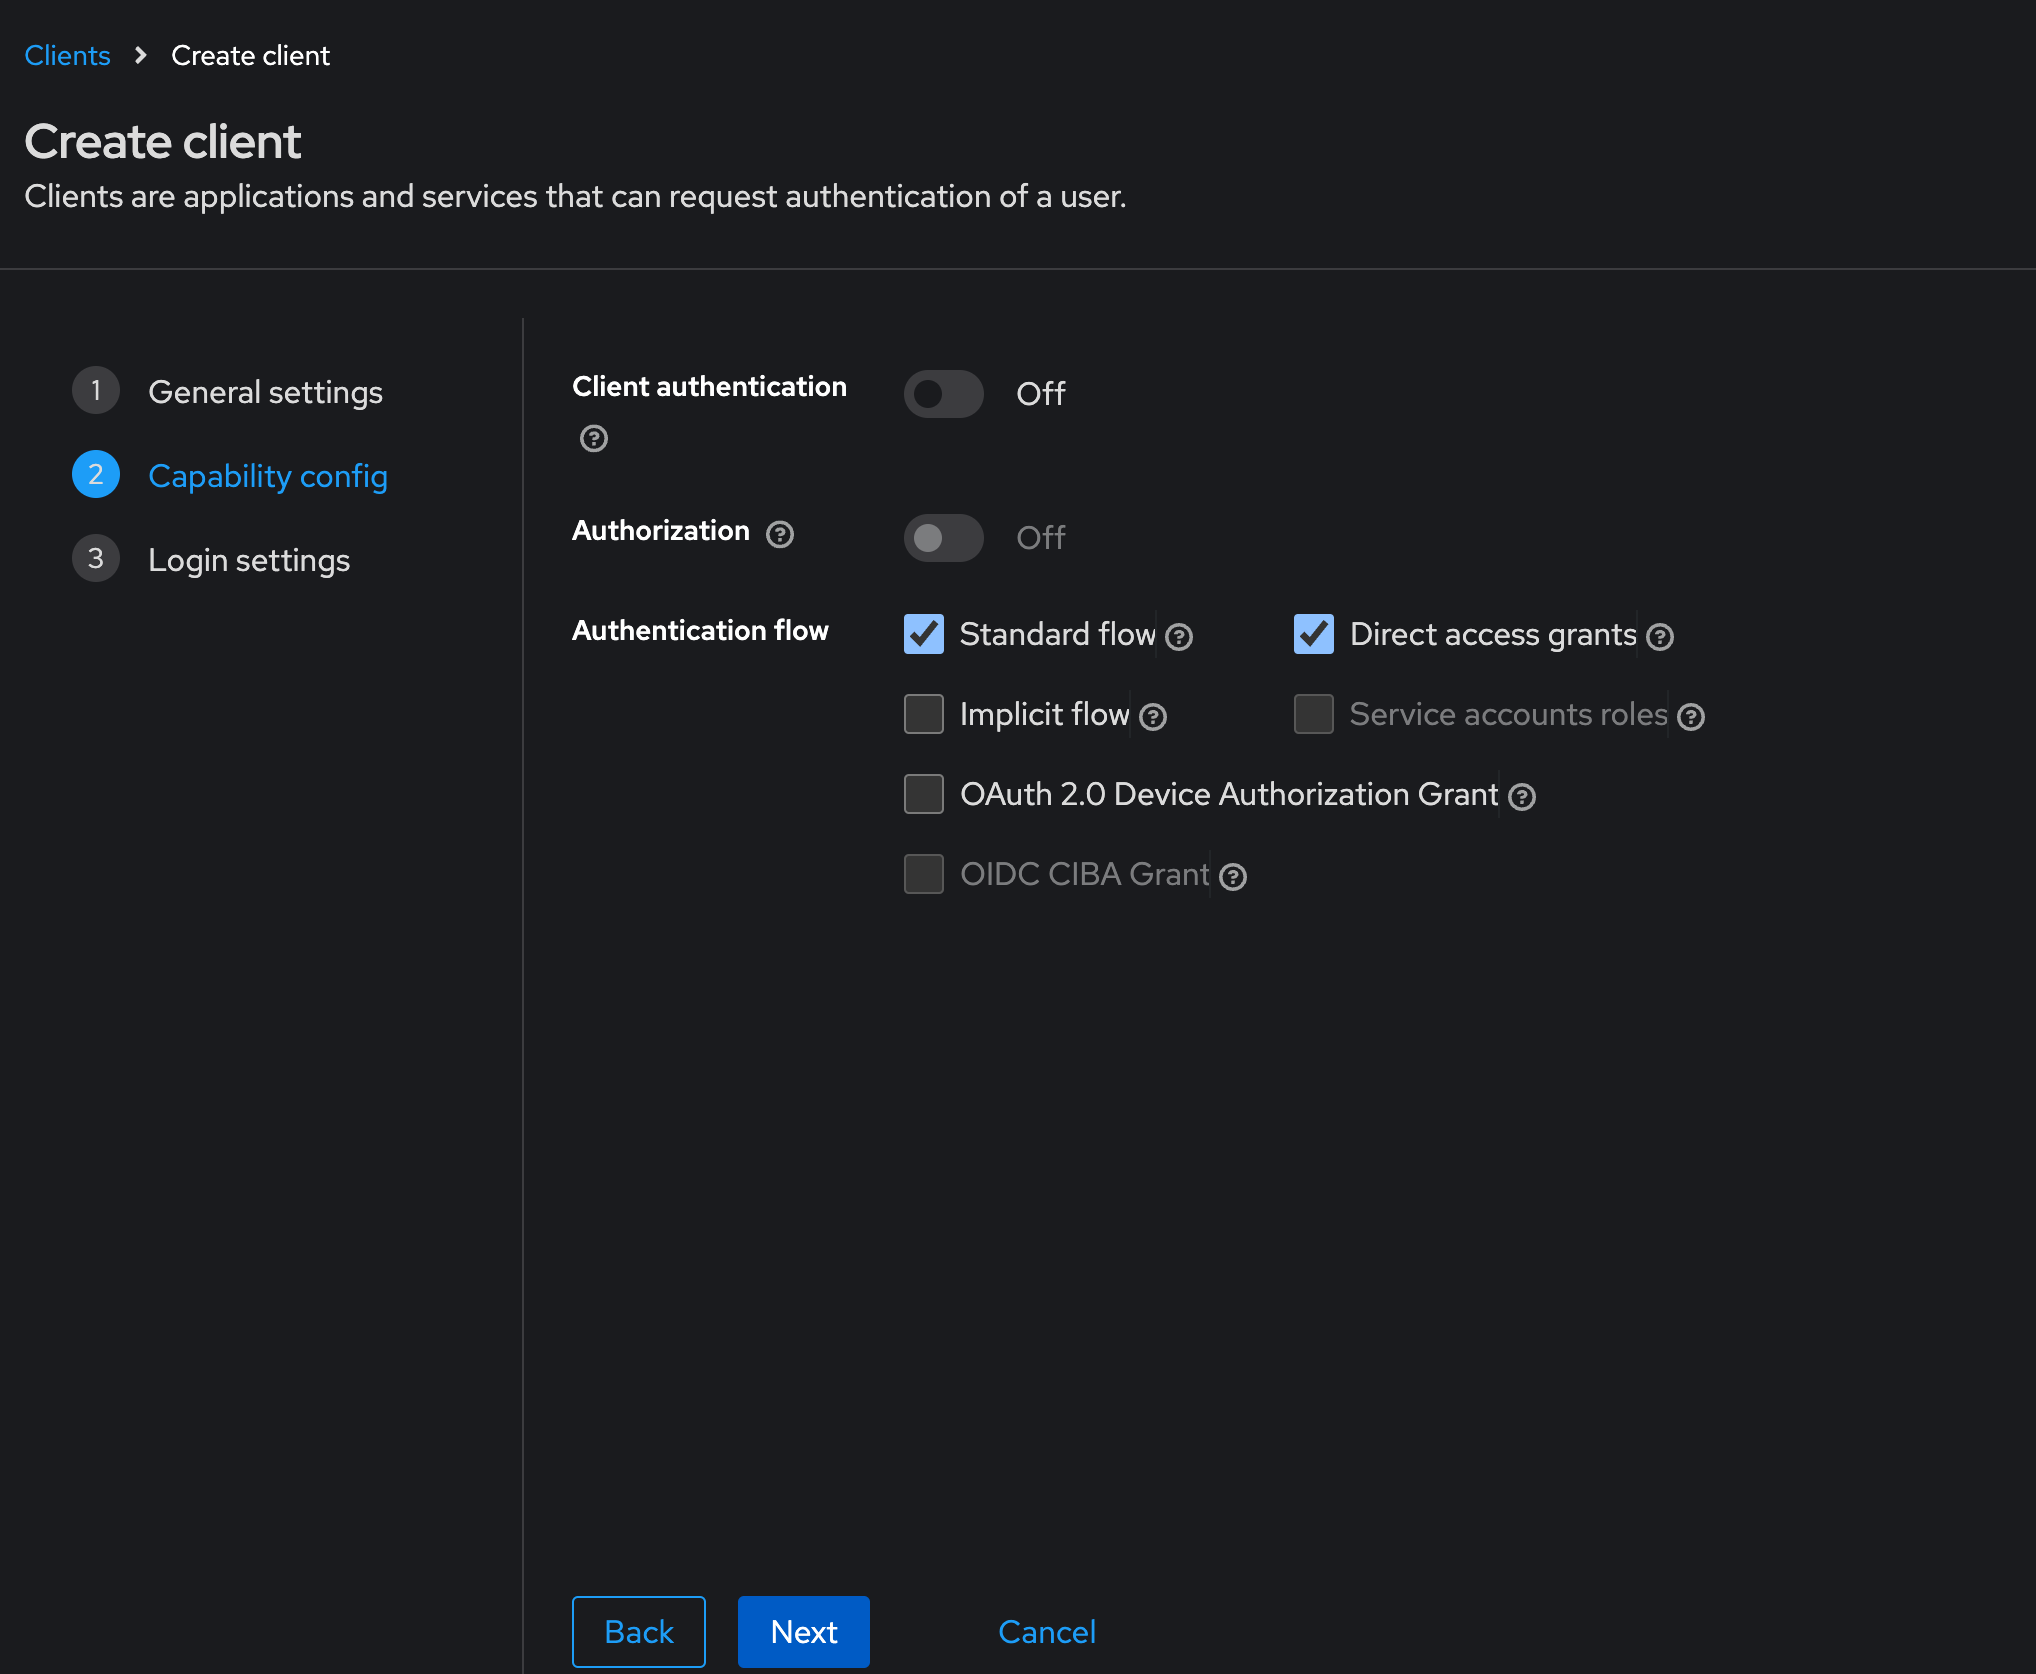 Clients > Create client
Create client
Clients are applications and services that can request authentication of a user.
1 General settings
2 Capability config
3 Login settings
Client authentication ? Off
Authorization ? Off
Authentication flow
Standard flow ? Direct access grants ?
Implicit flow ? Service accounts roles ?
OAuth 2.0 Device Authorization Grant ?
OIDC CIBA Grant ?
Back Next Cancel